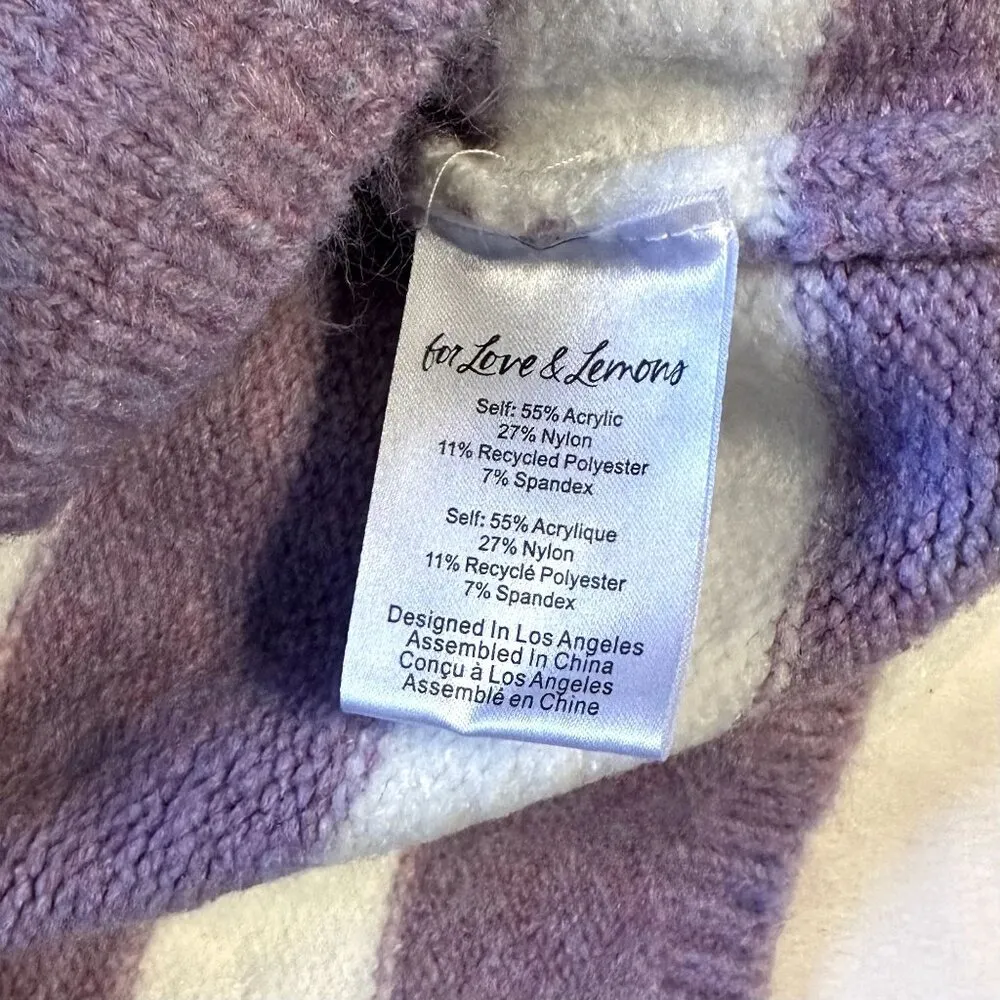 for Love & Lemons
Self: 55% Acrylic
27% Nylon
11% Recycled Polyester
7% Spandex
Self: 55% Acrylique
27% Nylon
11% Recyclé Polyester
7% Spandex
Designed In Los Angeles
Assembled In China
Conçu à Los Angeles
Assemblé en Chine